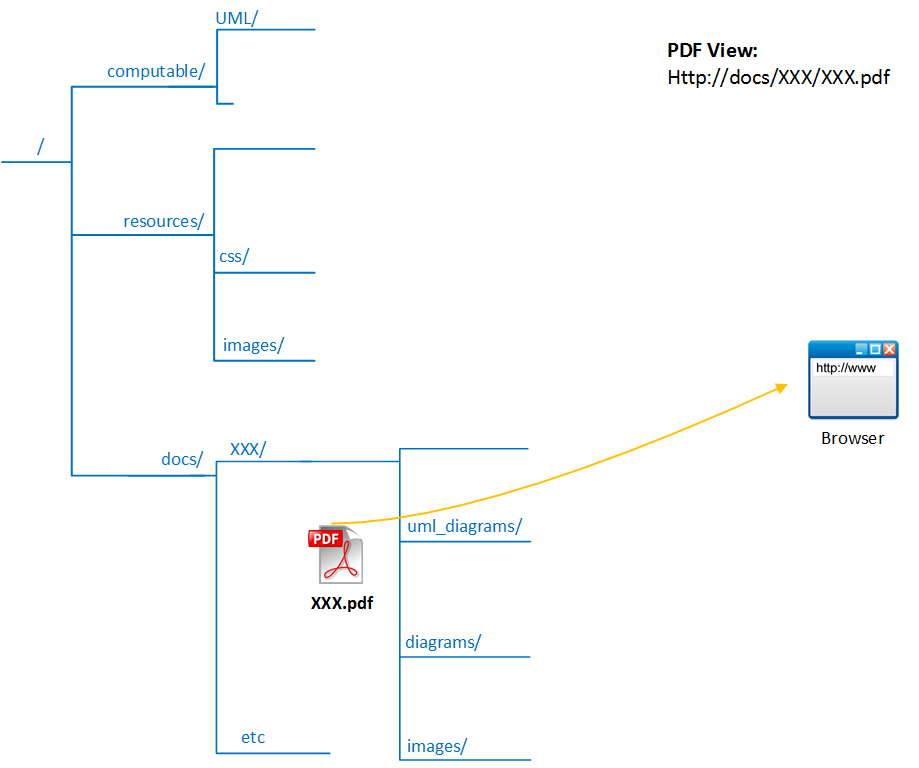 UML/
PDF View:
Http://docs/XXX/XXX.pdf
computable/
/
resources/
css/
images/
http://www
Browser
XXX/
docs/
PDF
uml_diagrams/
XXX.pdf
diagrams/
etc
images/